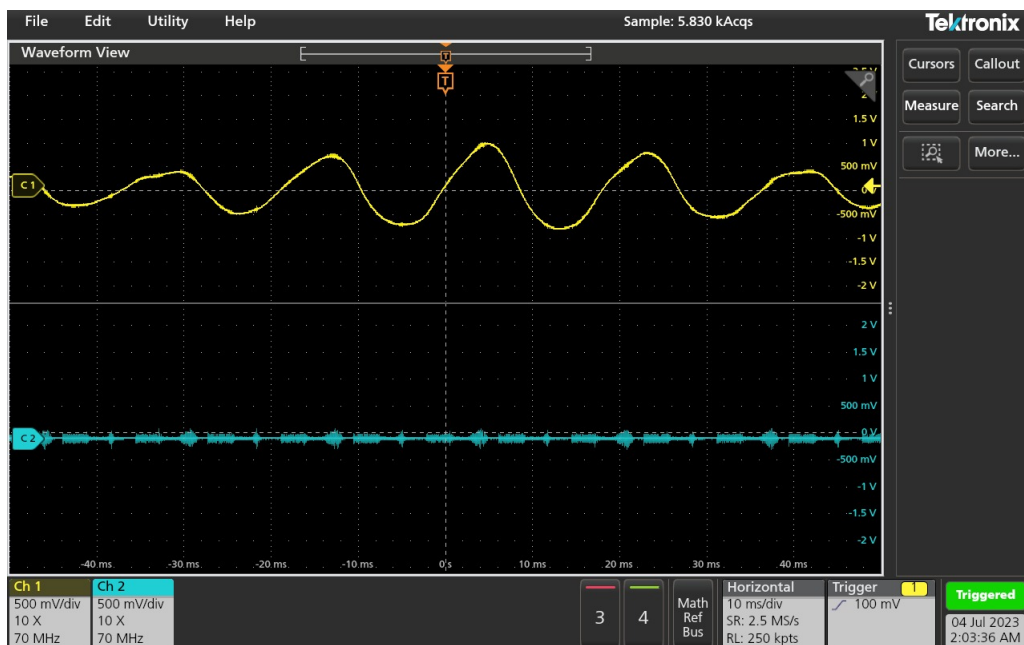 File Edit Utility Help Sample: 5.830 kAcqs Tektronix
Waveform View
T
T
Cursors Callout
Measure Search
More...
1.5 V
1 V
500 mV
C 1
0 V
-500 mV
-1 V
-1.5 V
-2 V
2 V
1.5 V
1 V
500 mV
C 2
0 V
-500 mV
-1 V
-1.5 V
-2 V
-40 ms -30 ms -20 ms -10 ms 0 s 10 ms 20 ms 30 ms 40 ms
Ch 1
500 mV/div
10 X
70 MHz
Ch 2
500 mV/div
10 X
70 MHz
3
4
Math
Ref
Bus
Horizontal
10 ms/div
SR: 2.5 MS/s
RL: 250 kpts
Trigger 1
100 mV
Triggered
04 Jul 2023
2:03:36 AM